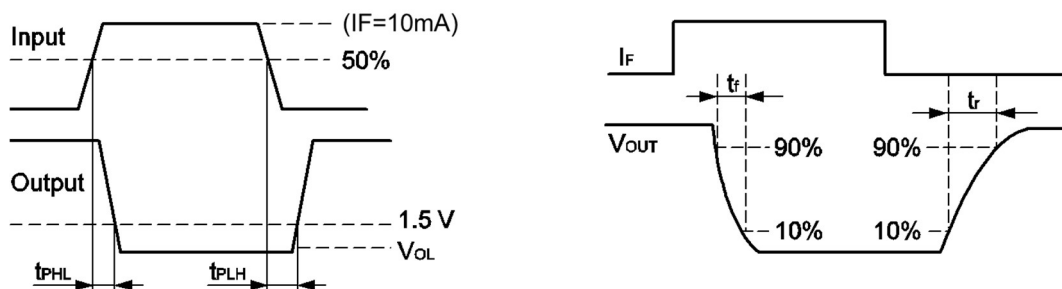 Input
(IF=10mA)
50%
Output
1.5 V
VOL
tPHL
tPLH
IF
tf
tr
VOUT
90%
90%
10%
10%